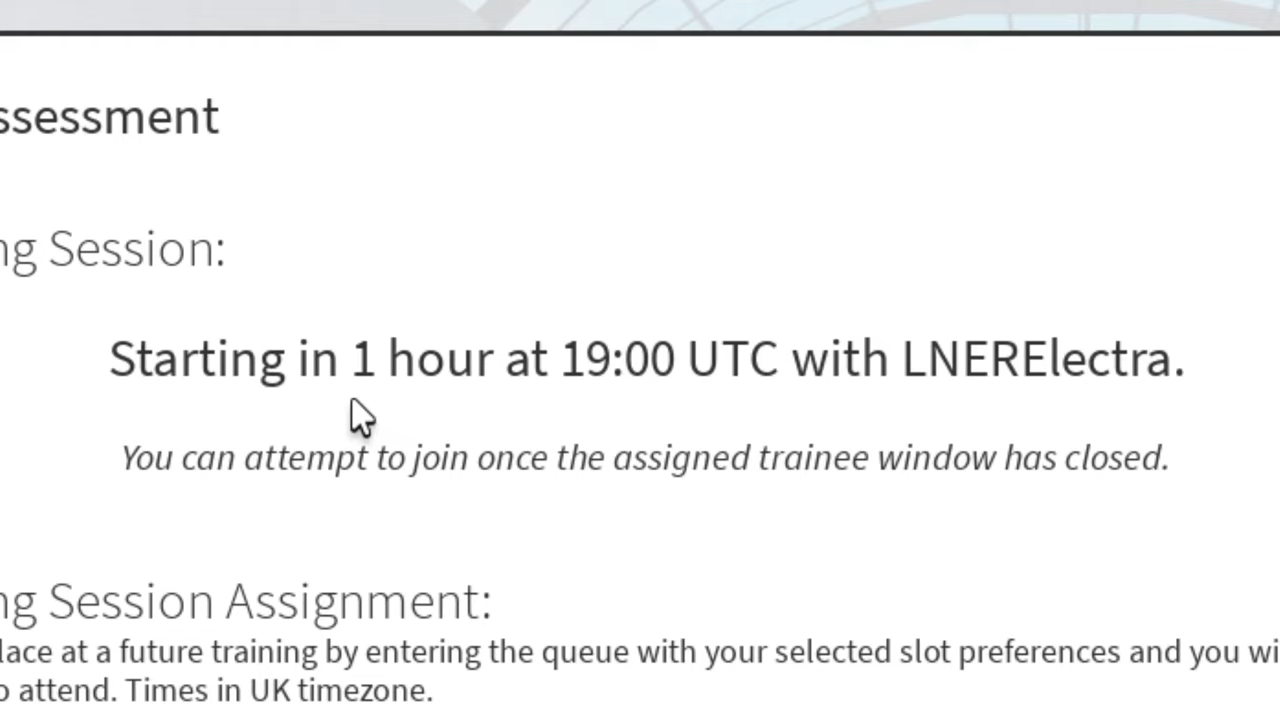 ssessment
ng Session:
Starting in 1 hour at 19:00 UTC with LNERElectra.
You can attempt to join once the assigned trainee window has closed.
ng Session Assignment:
lace at a future training by entering the queue with your selected slot preferences and you wi
o attend. Times in UK timezone.